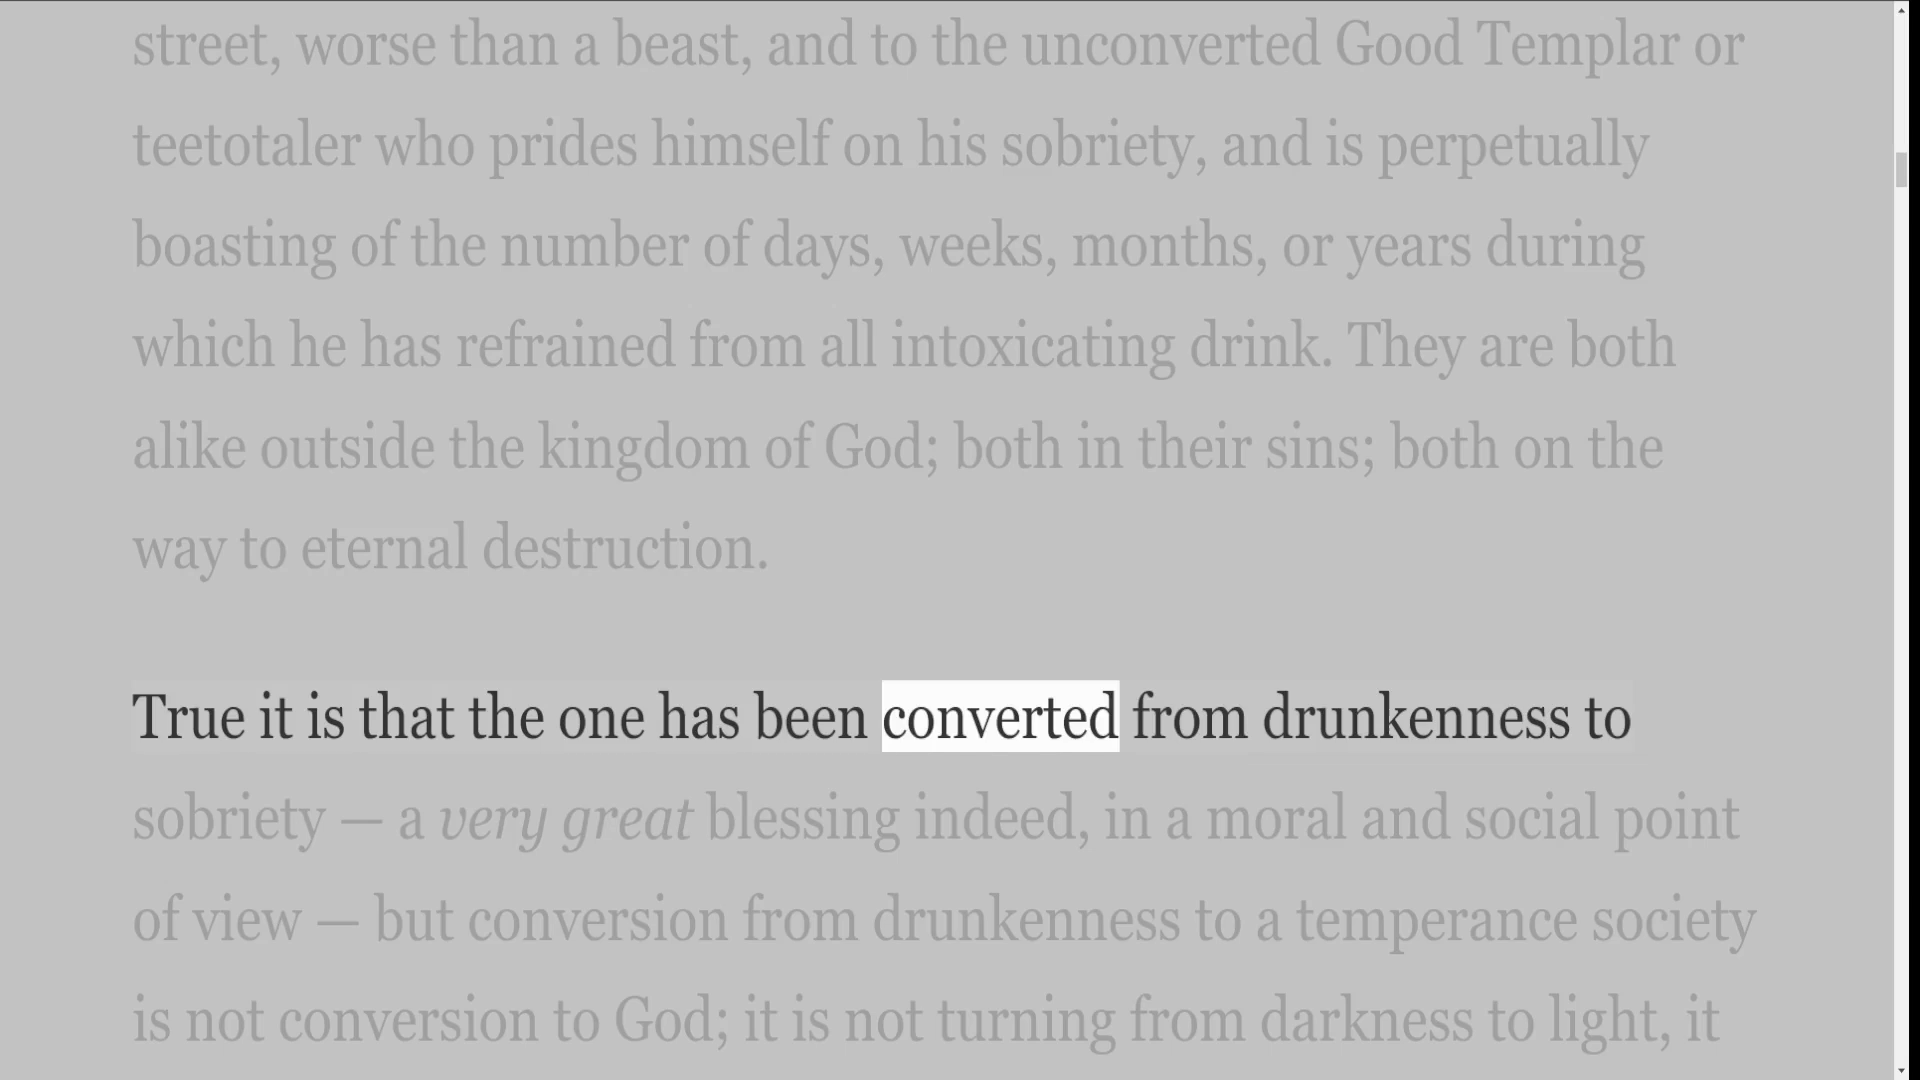 street, worse than a beast, and to the unconverted Good Templar or
teetotaler who prides himself on his sobriety, and is perpetually
boasting of the number of days, weeks, months, or years during
which he has refrained from all intoxicating drink. They are both
alike outside the kingdom of God; both in their sins; both on the
way to eternal destruction.
True it is that the one has been converted from drunkenness to
sobriety — a very great blessing indeed, in a moral and social point
of view — but conversion from drunkenness to a temperance society
is not conversion to God; it is not turning from darkness to light, it